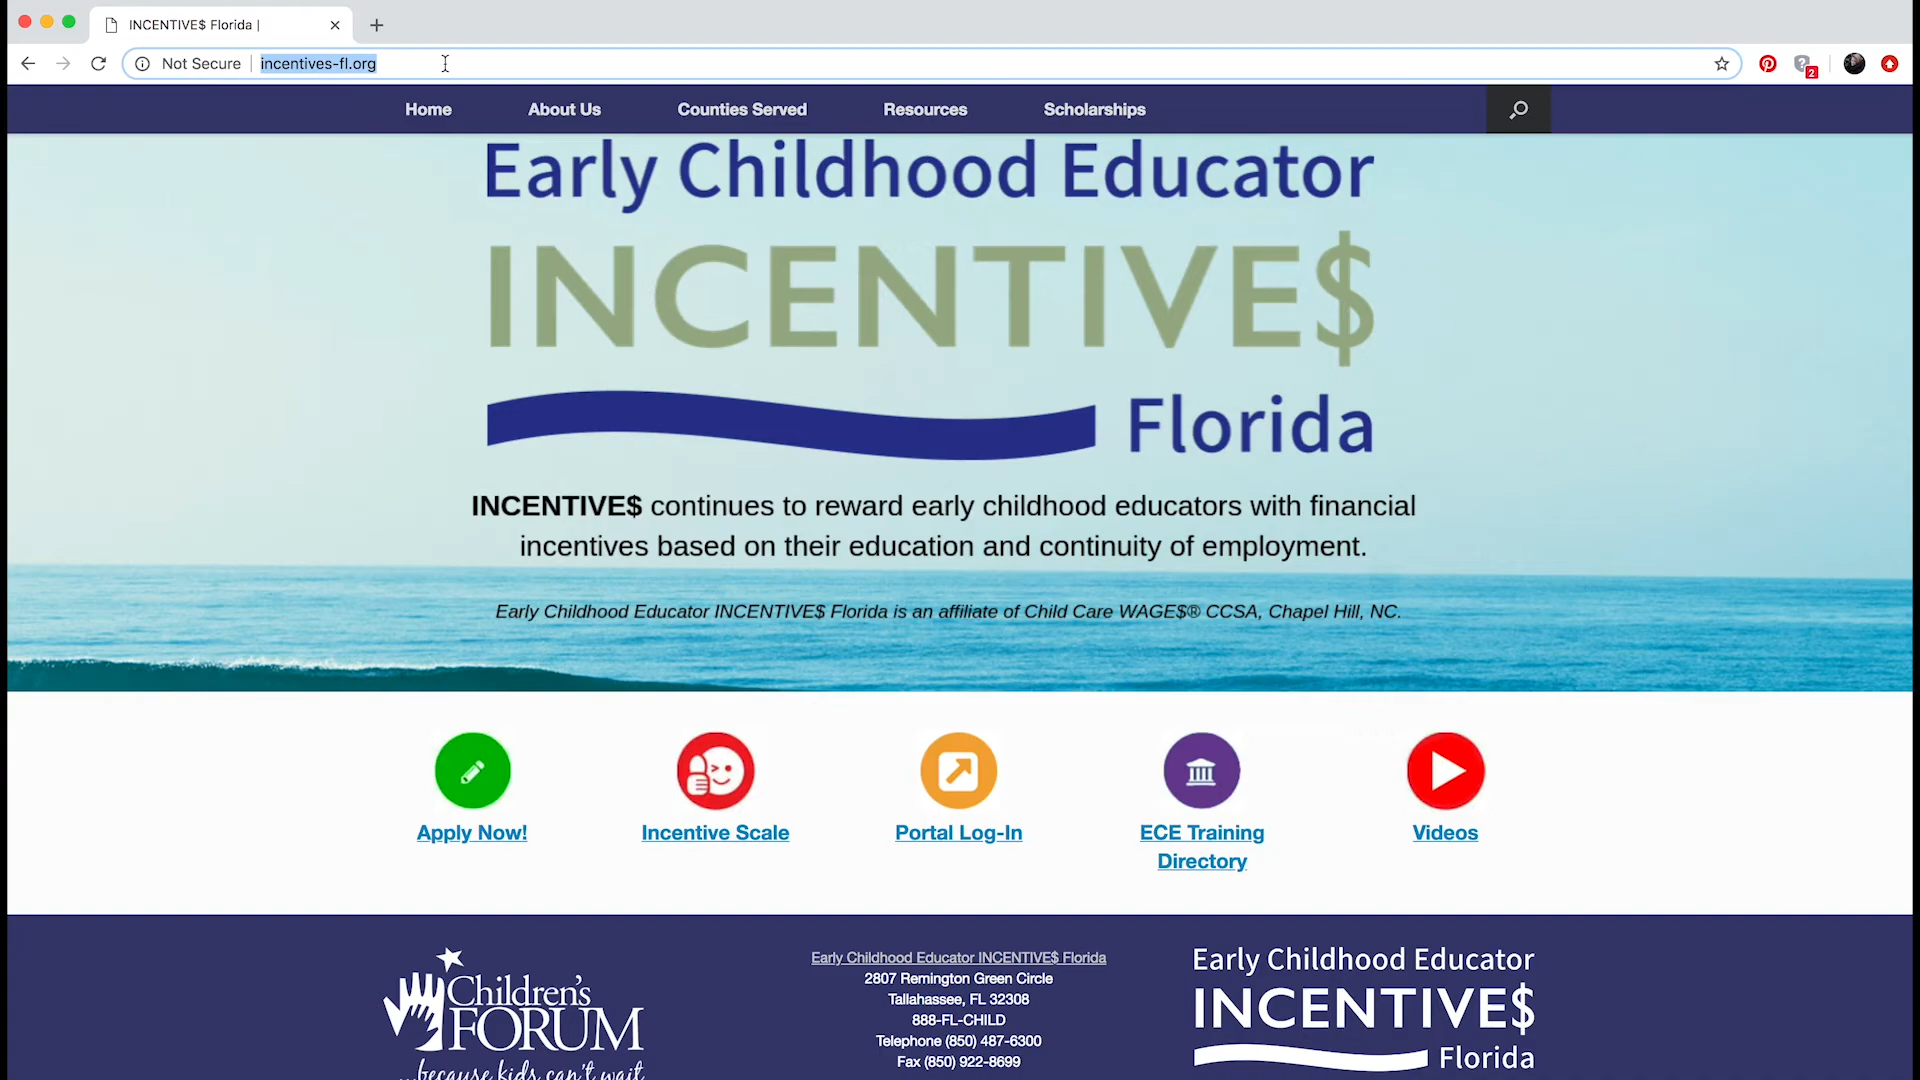 INCENTIVE$ Florida |
Not Secure
incentives-fl.org
2
Home
About Us
Counties Served
Resources
Scholarships
Early Childhood Educator
INCENTIVE$
Florida
INCENTIVE$ continues to reward early childhood educators with financial
incentives based on their education and continuity of employment.
Early Childhood Educator INCENTIVE$ Florida is an affiliate of Child Care WAGE$® CCSA, Chapel Hill, NC.
Apply Now!
Incentive Scale
Portal Log-In
ECE Training
Directory
Videos
Children's
FORUM
...because kids can't wait
Early Childhood Educator INCENTIVE$ Florida
2807 Remington Green Circle
Tallahassee, FL 32308
888-FL-CHILD
Telephone (850) 487-6300
Fax (850) 922-8699
Early Childhood Educator
INCENTIVE$
Florida